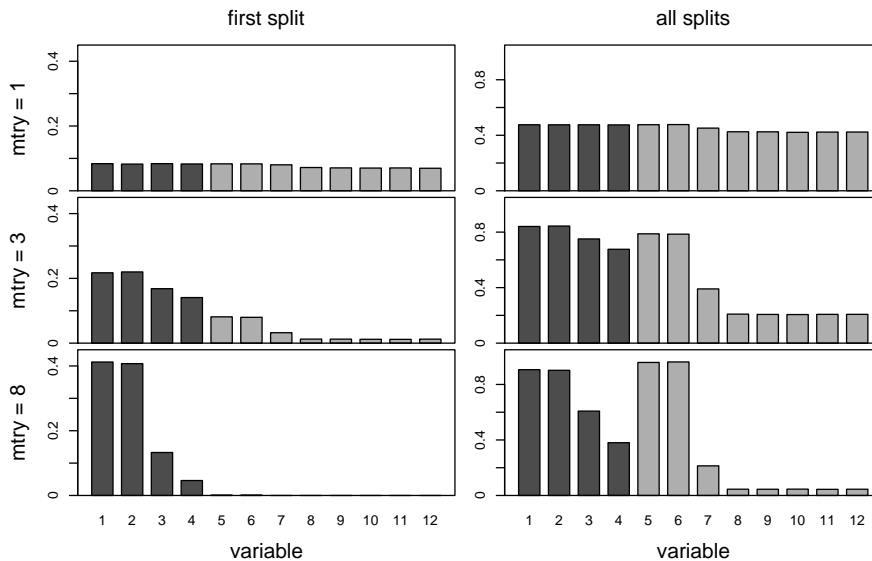 first split all splits
mtry = 1
0 0.2 0.4
0 0.4 0.8
mtry = 3
0 0.2 0.4
0 0.4 0.8
mtry = 8
0 0.2 0.4
0 0.4 0.8
1 2 3 4 5 6 7 8 9 10 11 12
1 2 3 4 5 6 7 8 9 10 11 12
variable variable